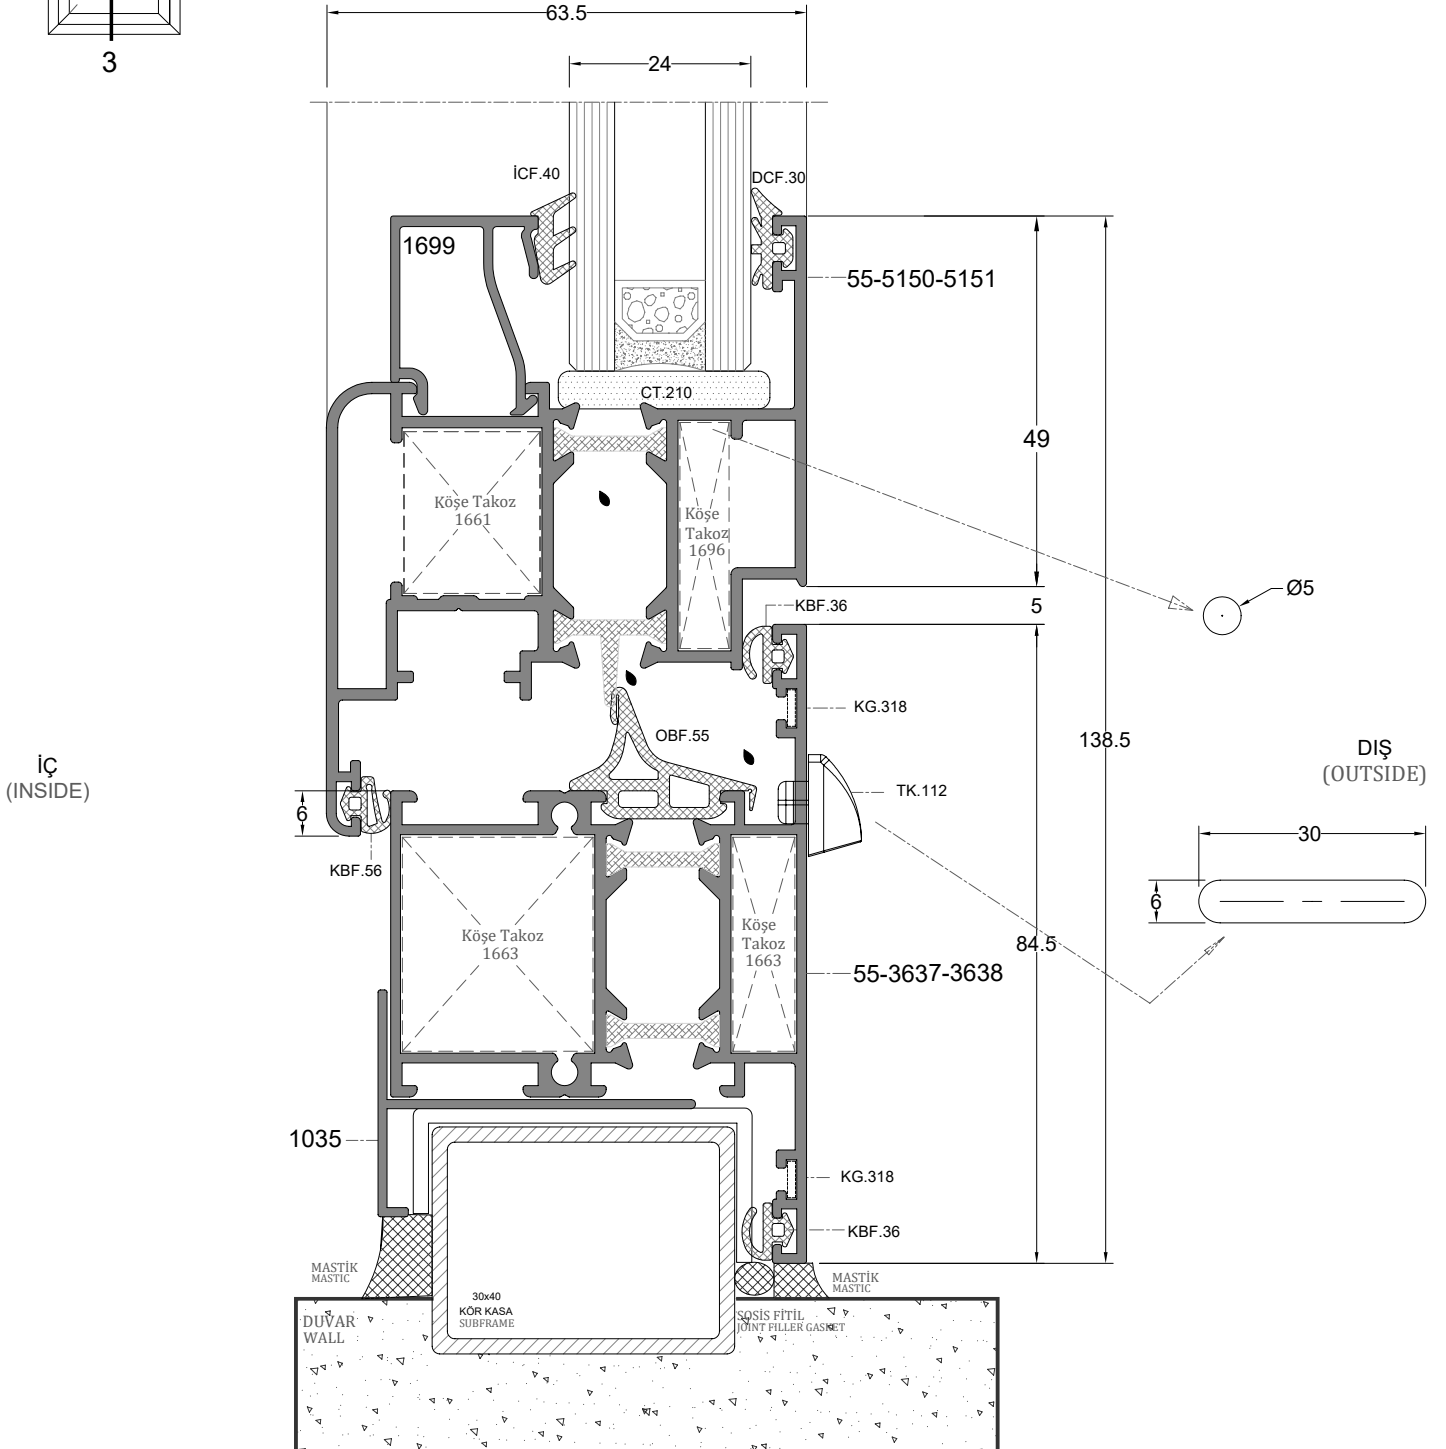 63.5
3
24
İCF.40
DCF.30
1699
55-5150-5151
CT.210
49
Köşe Takoz
1661
Köşe
Takoz
1696
Ø5
5
KBF.36
KG.318
OBF.55
138.5
İÇ
(INSIDE)
DIŞ
(OUTSIDE)
TK.112
6
30
KBF.56
6
Köşe Takoz
1663
Köşe
Takoz
1663
84.5
55-3637-3638
1035
KG.318
KBF.36
MASTİK
MASTIC
MASTİK
MASTIC
30x40
KÖR KASA
SUBFRAME
DUVAR
WALL
SOSİS FİTİL
JOINT FILLER GASKET